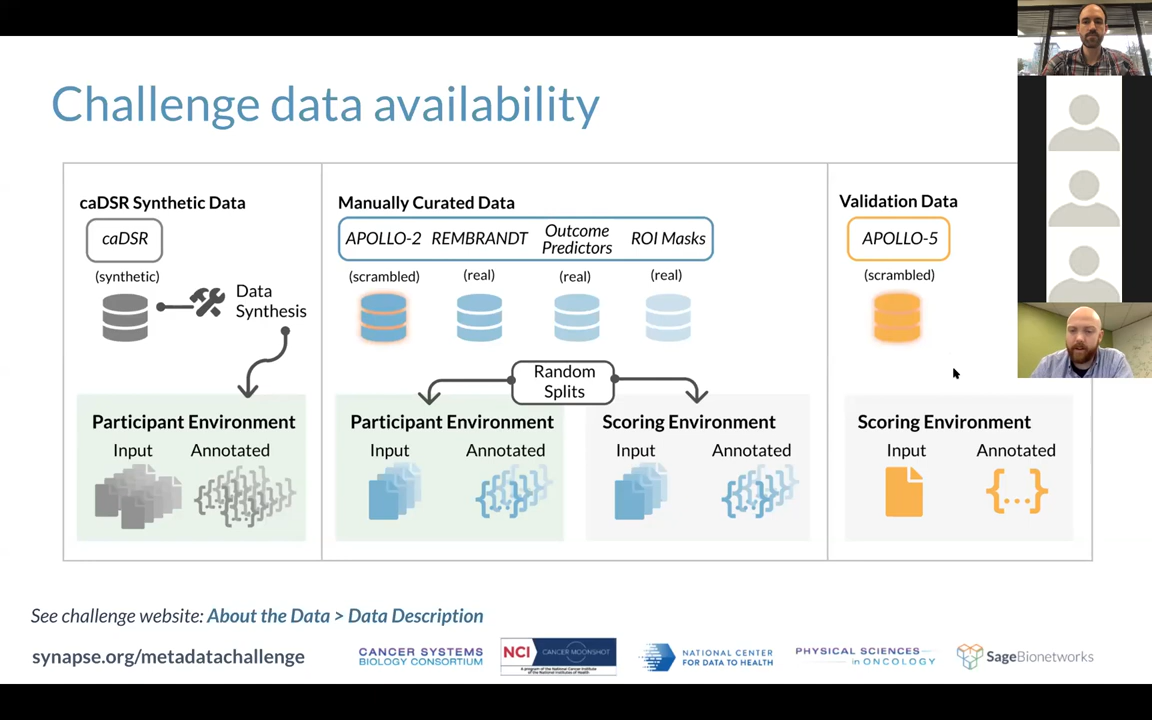 Challenge data availability
caDSR Synthetic Data
caDSR
(synthetic)
Data
Synthesis
Participant Environment
Input Annotated
Manually Curated Data
APOLLO-2 REMBRANDT Outcome Predictors ROI Masks
(scrambled) (real) (real) (real)
Random
Splits
Participant Environment
Input Annotated
Scoring Environment
Input Annotated
Validation Data
APOLLO-5
(scrambled)
Scoring Environment
Input Annotated
{...}
See challenge website: About the Data > Data Description
synapse.org/metadatachallenge
CANCER SYSTEMS
BIOLOGY CONSORTIUM
NCI CANCER MOONSHOT
A program of the National Cancer Institute
of the National Institutes of Health
NATIONAL CENTER
FOR DATA TO HEALTH
PHYSICAL SCIENCES
in ONCOLOGY
SageBionetworks